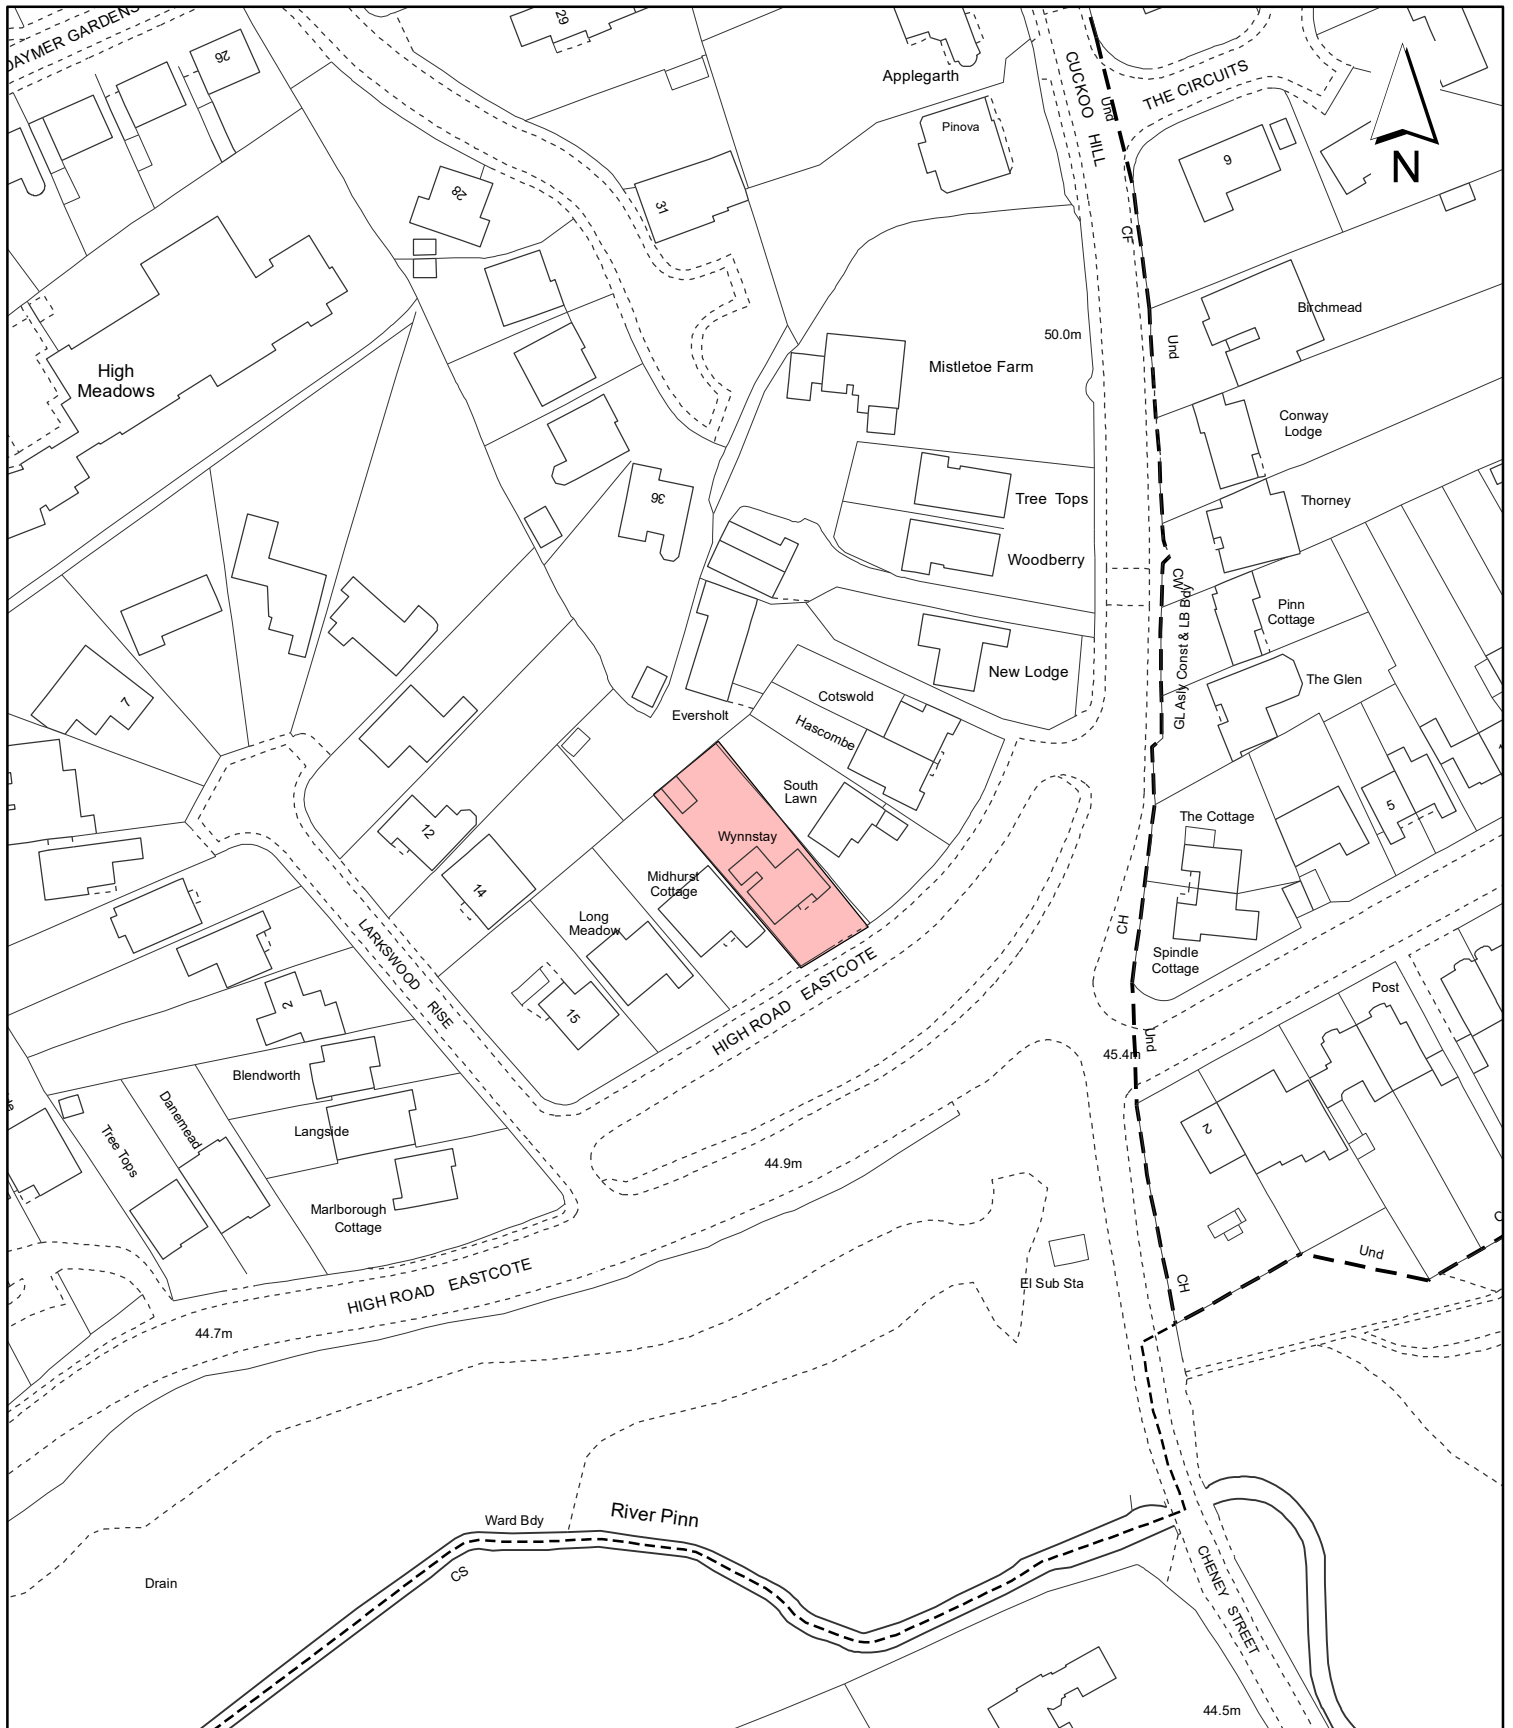 DAYMER GARDENS
26
29
Applegarth
CUCKOO HILL
Und
THE CIRCUITS
N
Pinova
6
28
31
CF
Birchmead
50.0m
Und
High
Meadows
Mistletoe Farm
Conway
Lodge
36
Tree Tops
Thorney
Woodberry
CW
GL Asly Const & LB Bdy
Pinn
Cottage
New Lodge
The Glen
7
Cotswold
Eversholt
Hascombe
South
Lawn
5
The Cottage
12
Wynnstay
14
Midhurst
Cottage
Long
Meadow
CH
LARKSWOOD RISE
HIGH ROAD EASTCOTE
Spindle
Cottage
Post
2
15
Und
45.4m
Blendworth
Danemead
Langside
Tree Tops
2
44.9m
Marlborough
Cottage
HIGH ROAD EASTCOTE
El Sub Sta
CH
Und
44.7m
River Pinn
Ward Bdy
CS
Drain
CHENEY STREET
44.5m